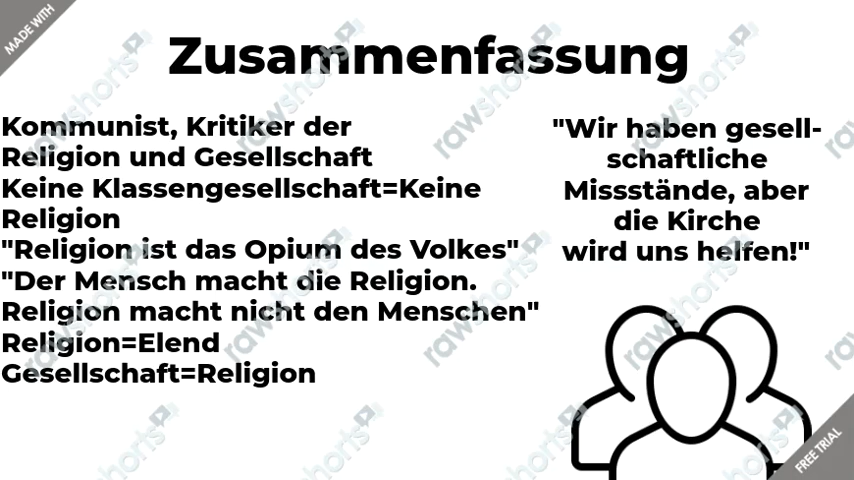 MADE WITH
Zusammenfassung
Kommunist, Kritiker der
Religion und Gesellschaft
Keine Klassengesellschaft=Keine
Religion
"Religion ist das Opium des Volkes"
"Der Mensch macht die Religion.
Religion macht nicht den Menschen"
Religion=Elend
Gesellschaft=Religion
"Wir haben gesell-
schaftliche
Missstände, aber
die Kirche
wird uns helfen!"
rawshorts
FREE TRIAL